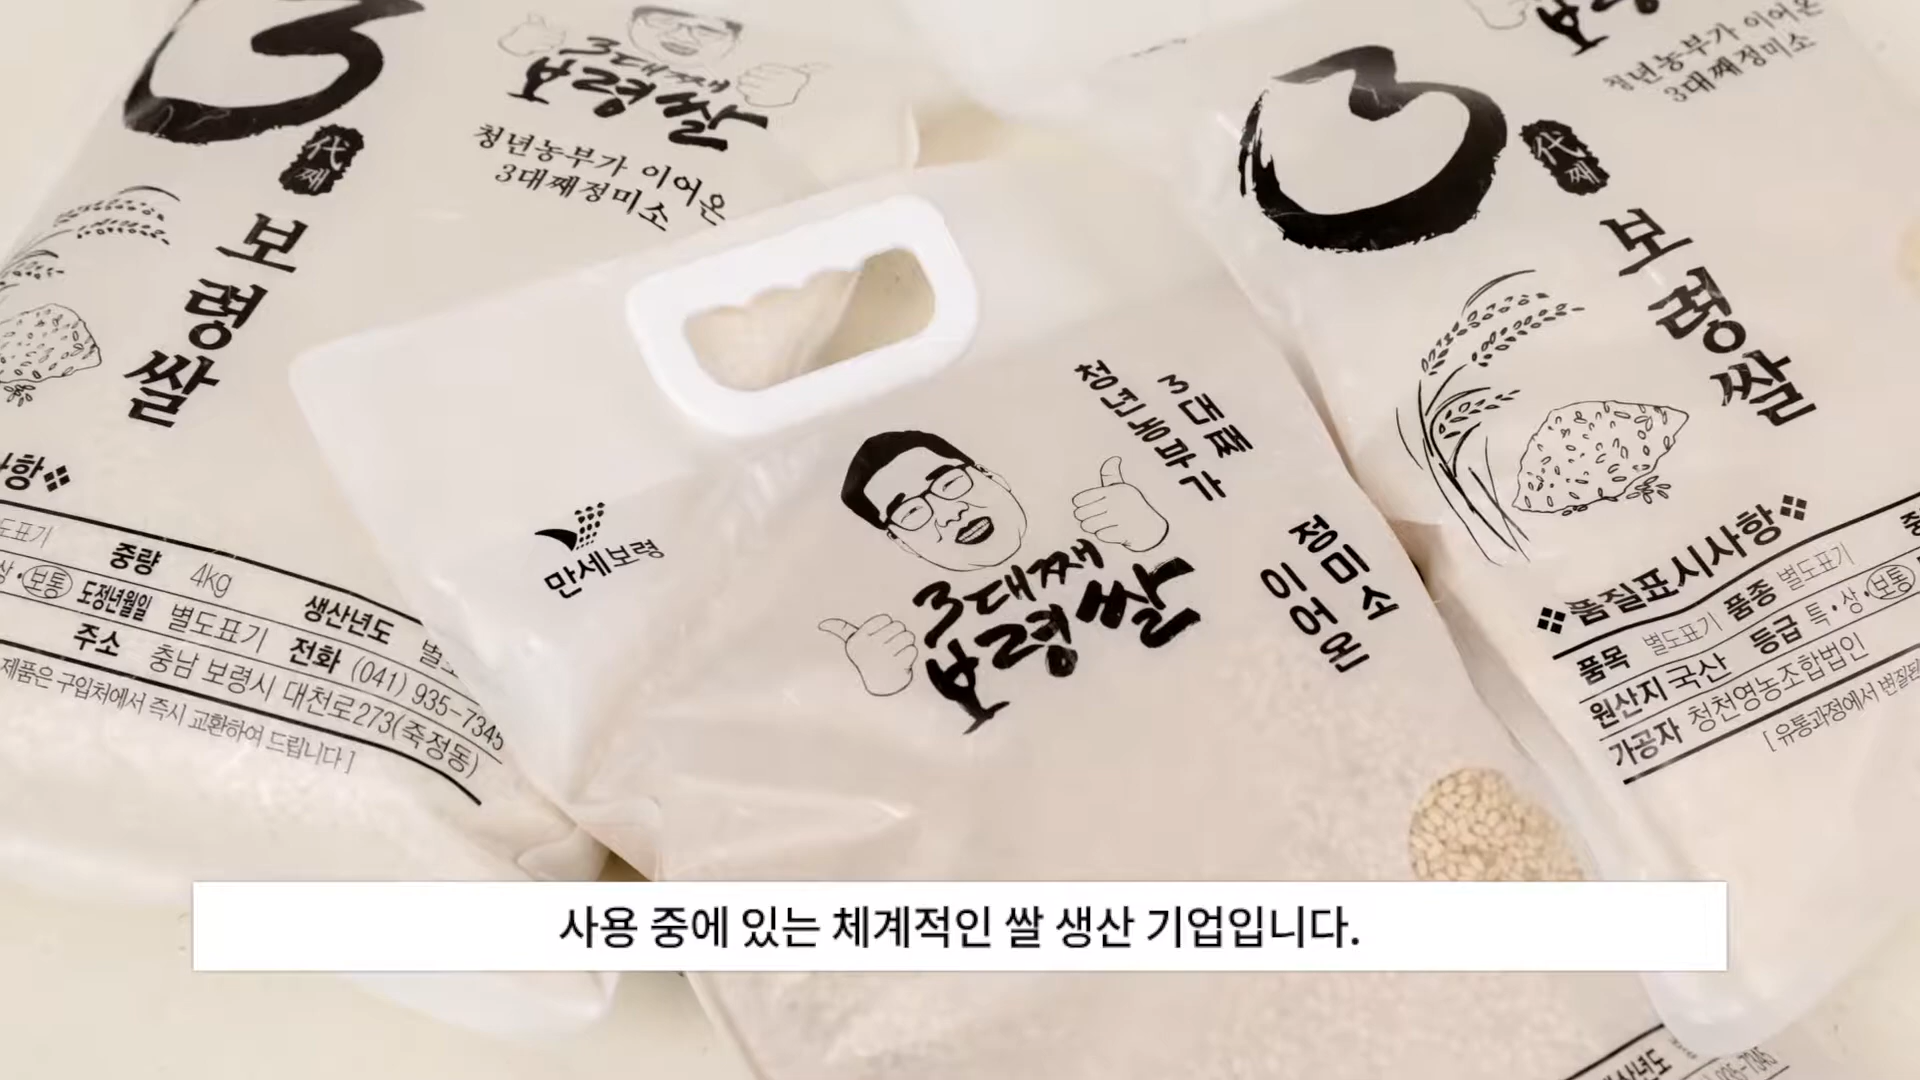 3
代째
보령쌀
3대째
보령쌀
청년농부가 이어온
3대째정미소
중량 4kg 생산년도
보통 도정년월일 별도표기 전화 (041) 935-7345
주소 충남 보령시 대천로273(죽정동)
제품은 구입처에서 즉시 교환하여 드립니다 ]
만세보령
3대째
청년농부가
정미소
이어온
3대째
보령쌀
3
代째
보령쌀
청년농부가 이어온
3대째정미소
품질표시사항
품목 별도표기 품종 별도표기
원산지 국산 등급 특·상·보통
가공자 청천영농조합법인
[ 유통과정에서 변질된
생산년도
사용 중에 있는 체계적인 쌀 생산 기업입니다.